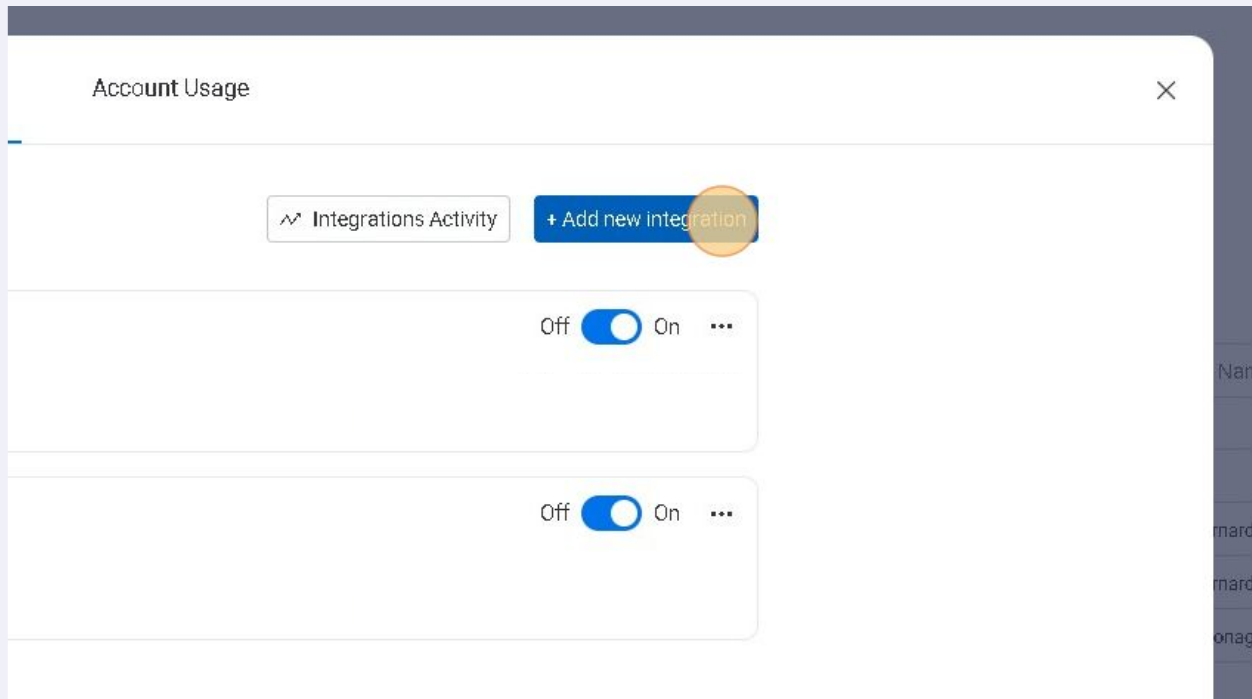 Account Usage
Integrations Activity
+ Add new integration
Off On
Off On